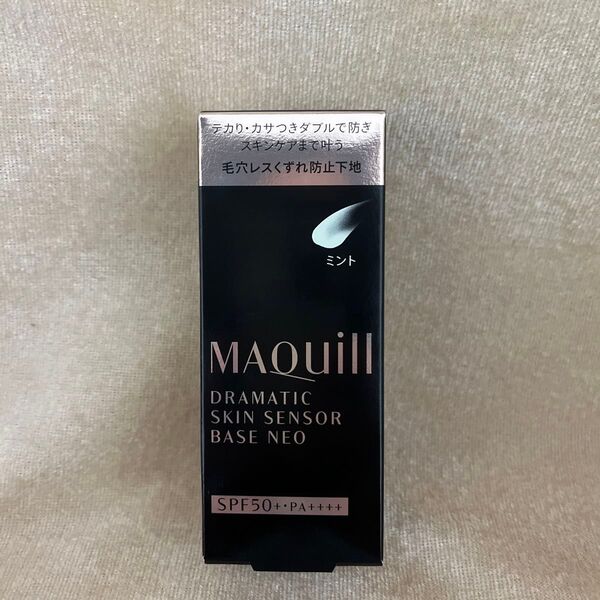 テカリ・カサつきダブルで防ぎ
スキンケアまで叶う
毛穴レスくずれ防止下地
ミント
MAQuill
DRAMATIC
SKIN SENSOR
BASE NEO
SPF50+・PA++++